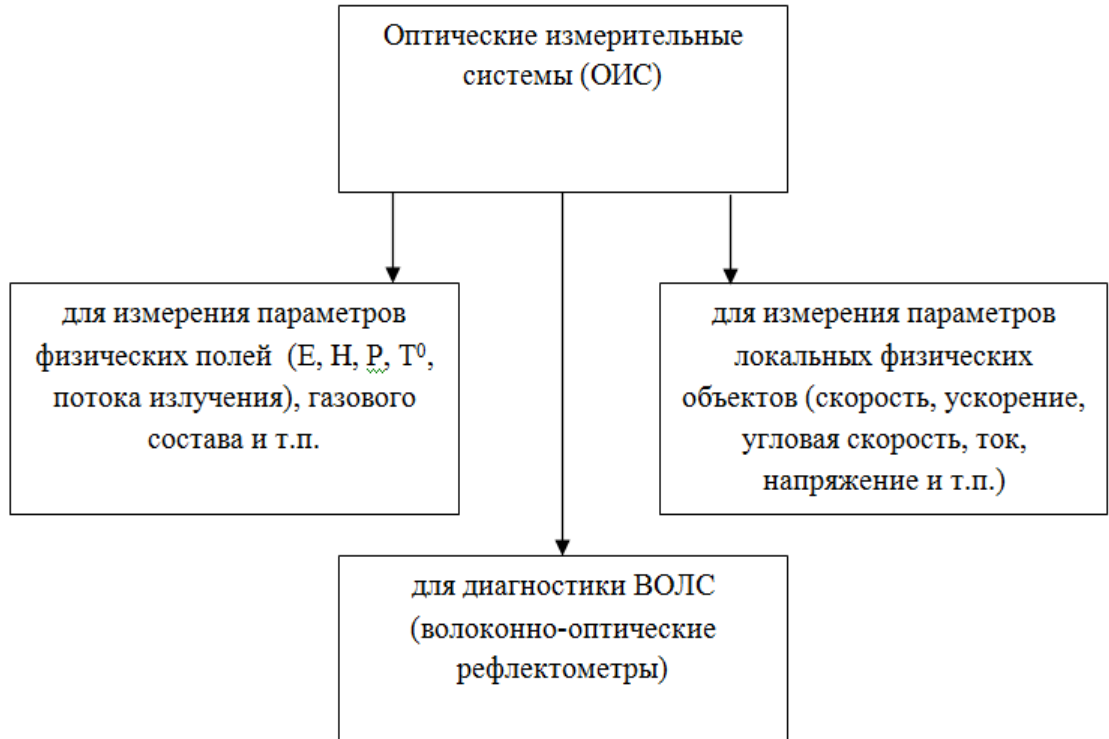 Оптические измерительные
системы (ОИС)
для измерения параметров
физических полей (E, H, P, T⁰,
потока излучения), газового
состава и т.п.
для измерения параметров
локальных физических
объектов (скорость, ускорение,
угловая скорость, ток,
напряжение и т.п.)
для диагностики ВОЛС
(волоконно-оптические
рефлектометры)